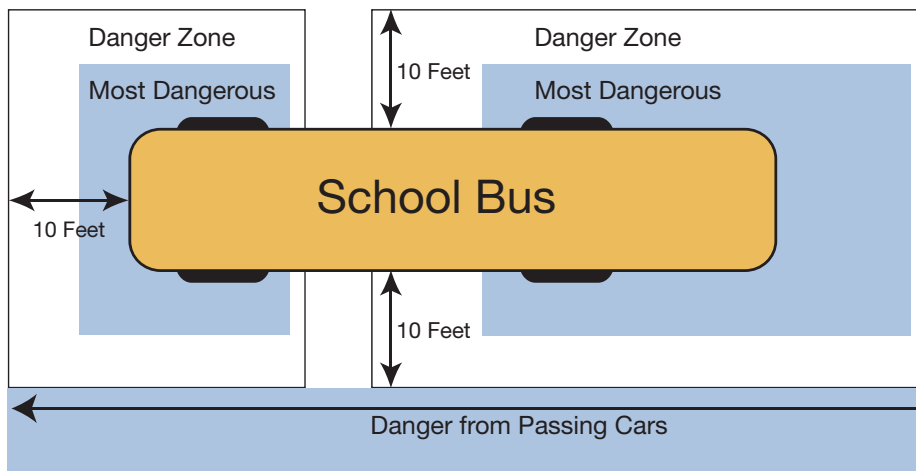 Danger Zone
Danger Zone
10 Feet
Most Dangerous
Most Dangerous
School Bus
10 Feet
10 Feet
Danger from Passing Cars